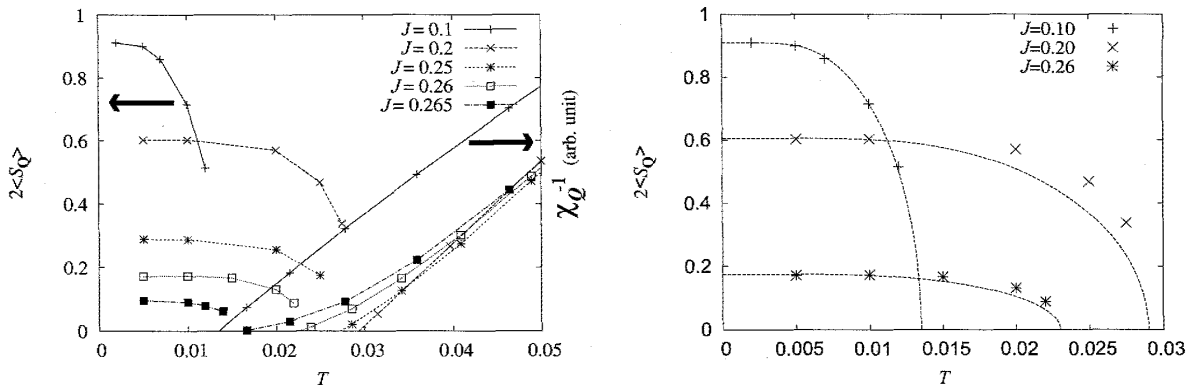 J = 0.1
J = 0.2
J = 0.25
J = 0.26
J = 0.265
1
0.8
0.6
0.4
0.2
0
2<S_Q>
0 0.01 0.02 0.03 0.04 0.05
T
χ_Q^-1 (arb. unit)
J=0.10
J=0.20
J=0.26
1
0.8
0.6
0.4
0.2
0
2<S_Q>
0 0.005 0.01 0.015 0.02 0.025 0.03
T